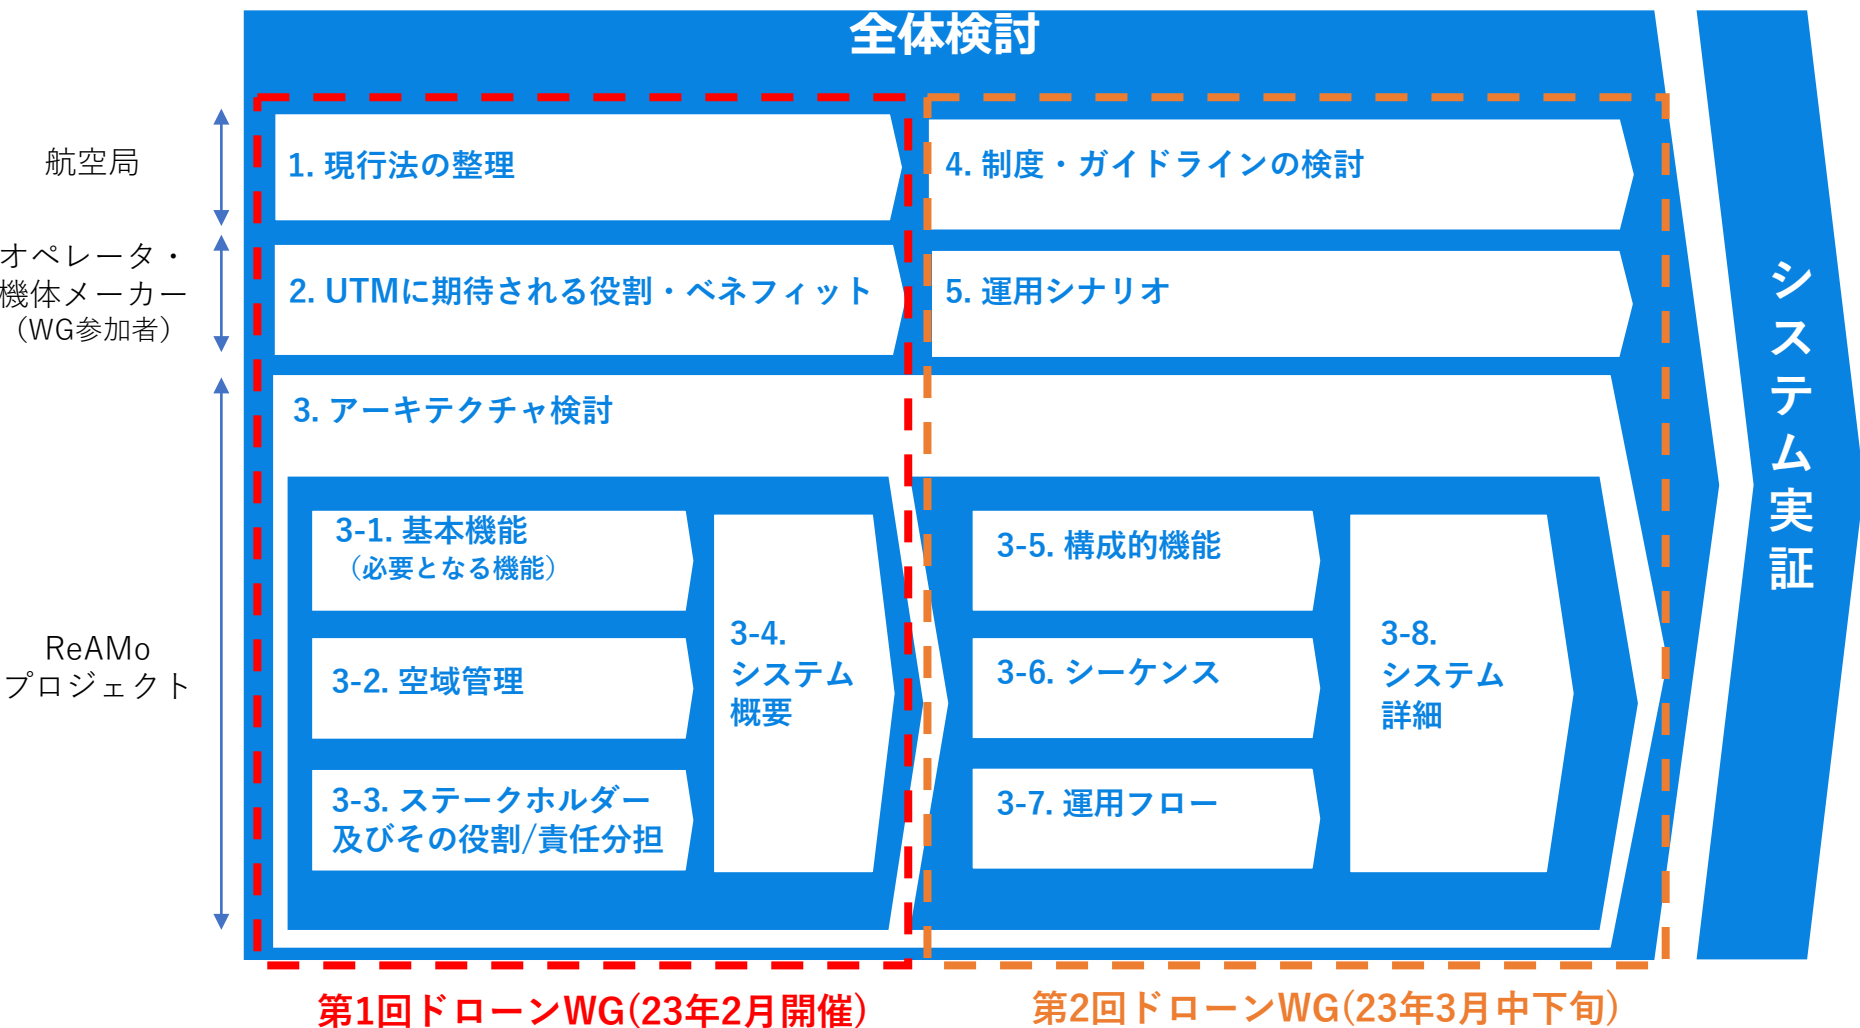 全体検討
航空局
1. 現行法の整理
4. 制度・ガイドラインの検討
オペレータ・
機体メーカー
（WG参加者）
2. UTMに期待される役割・ベネフィット
5. 運用シナリオ
ReAMo
プロジェクト
3. アーキテクチャ検討
3-1. 基本機能
（必要となる機能）
3-2. 空域管理
3-3. ステークホルダー
及びその役割/責任分担
3-4.
システム
概要
3-5. 構成的機能
3-6. シーケンス
3-7. 運用フロー
3-8.
システム
詳細
システム実証
第1回ドローンWG(23年2月開催)
第2回ドローンWG(23年3月中下旬)